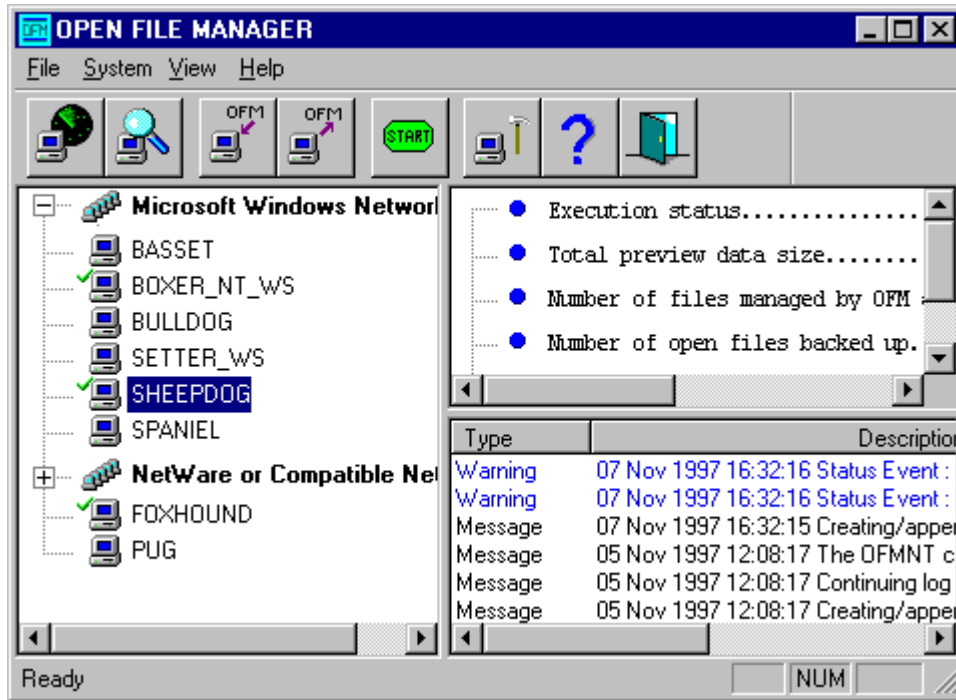 OFM OPEN FILE MANAGER
File System View Help
OFM OFM START ?
Microsoft Windows Networ
BASSET
BOXER_NT_WS
BULLDOG
SETTER_WS
SHEEPDOG
SPANIEL
NetWare or Compatible Ne
FOXHOUND
PUG
Execution status...............
Total preview data size........
Number of files managed by OFM
Number of open files backed up.
Type Description
Warning 07 Nov 1997 16:32:16 Status Event :
Warning 07 Nov 1997 16:32:16 Status Event :
Message 07 Nov 1997 16:32:15 Creating/apper
Message 05 Nov 1997 12:08:17 The OFMNT c
Message 05 Nov 1997 12:08:17 Continuing log
Message 05 Nov 1997 12:08:17 Creating/apper
Ready NUM